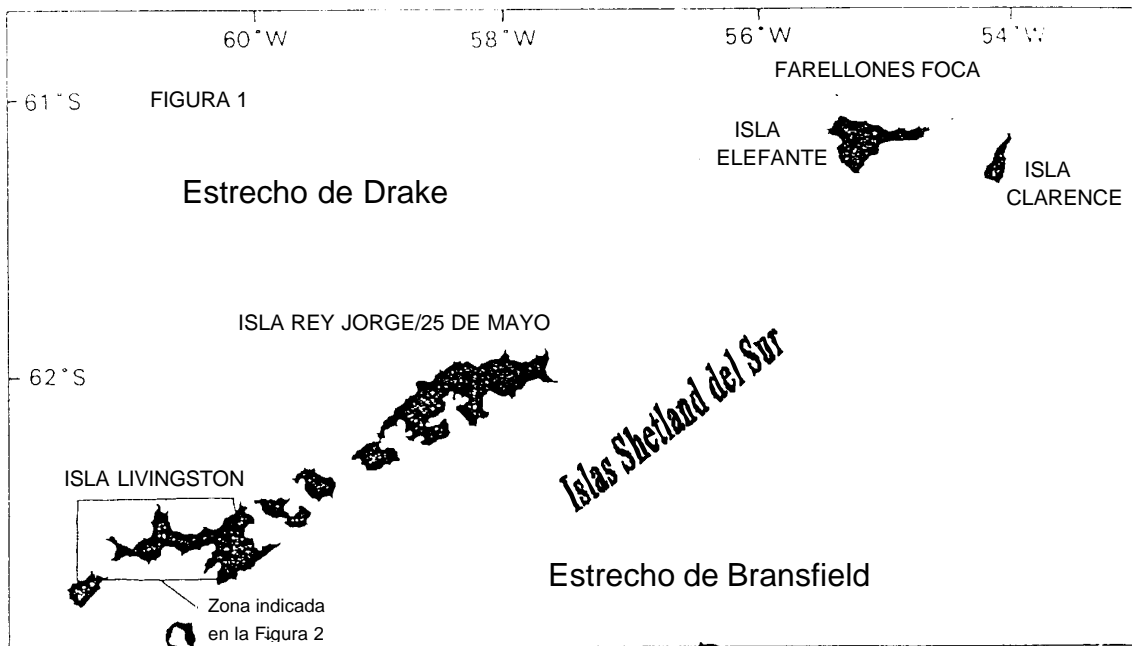 60°W 58°W 56°W 54°W
FARELLONES FOCA
61°S
FIGURA 1
ISLA
ELEFANTE
ISLA
CLARENCE
Estrecho de Drake
ISLA REY JORGE/25 DE MAYO
62°S
Islas Shetland del Sur
ISLA LIVINGSTON
Estrecho de Bransfield
Zona indicada
en la Figura 2